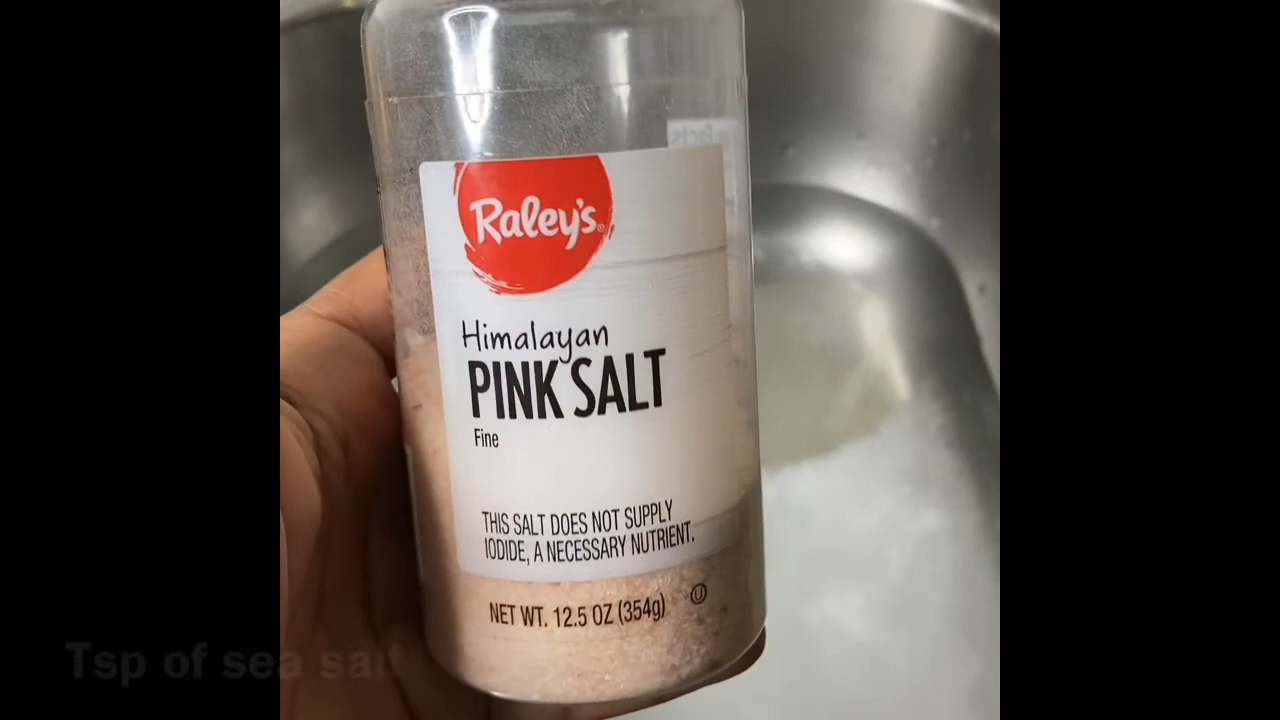 Raley's
Himalayan
PINK SALT
Fine
THIS SALT DOES NOT SUPPLY
IODIDE, A NECESSARY NUTRIENT.
NET WT. 12.5 OZ (354g)
Tsp of sea salt